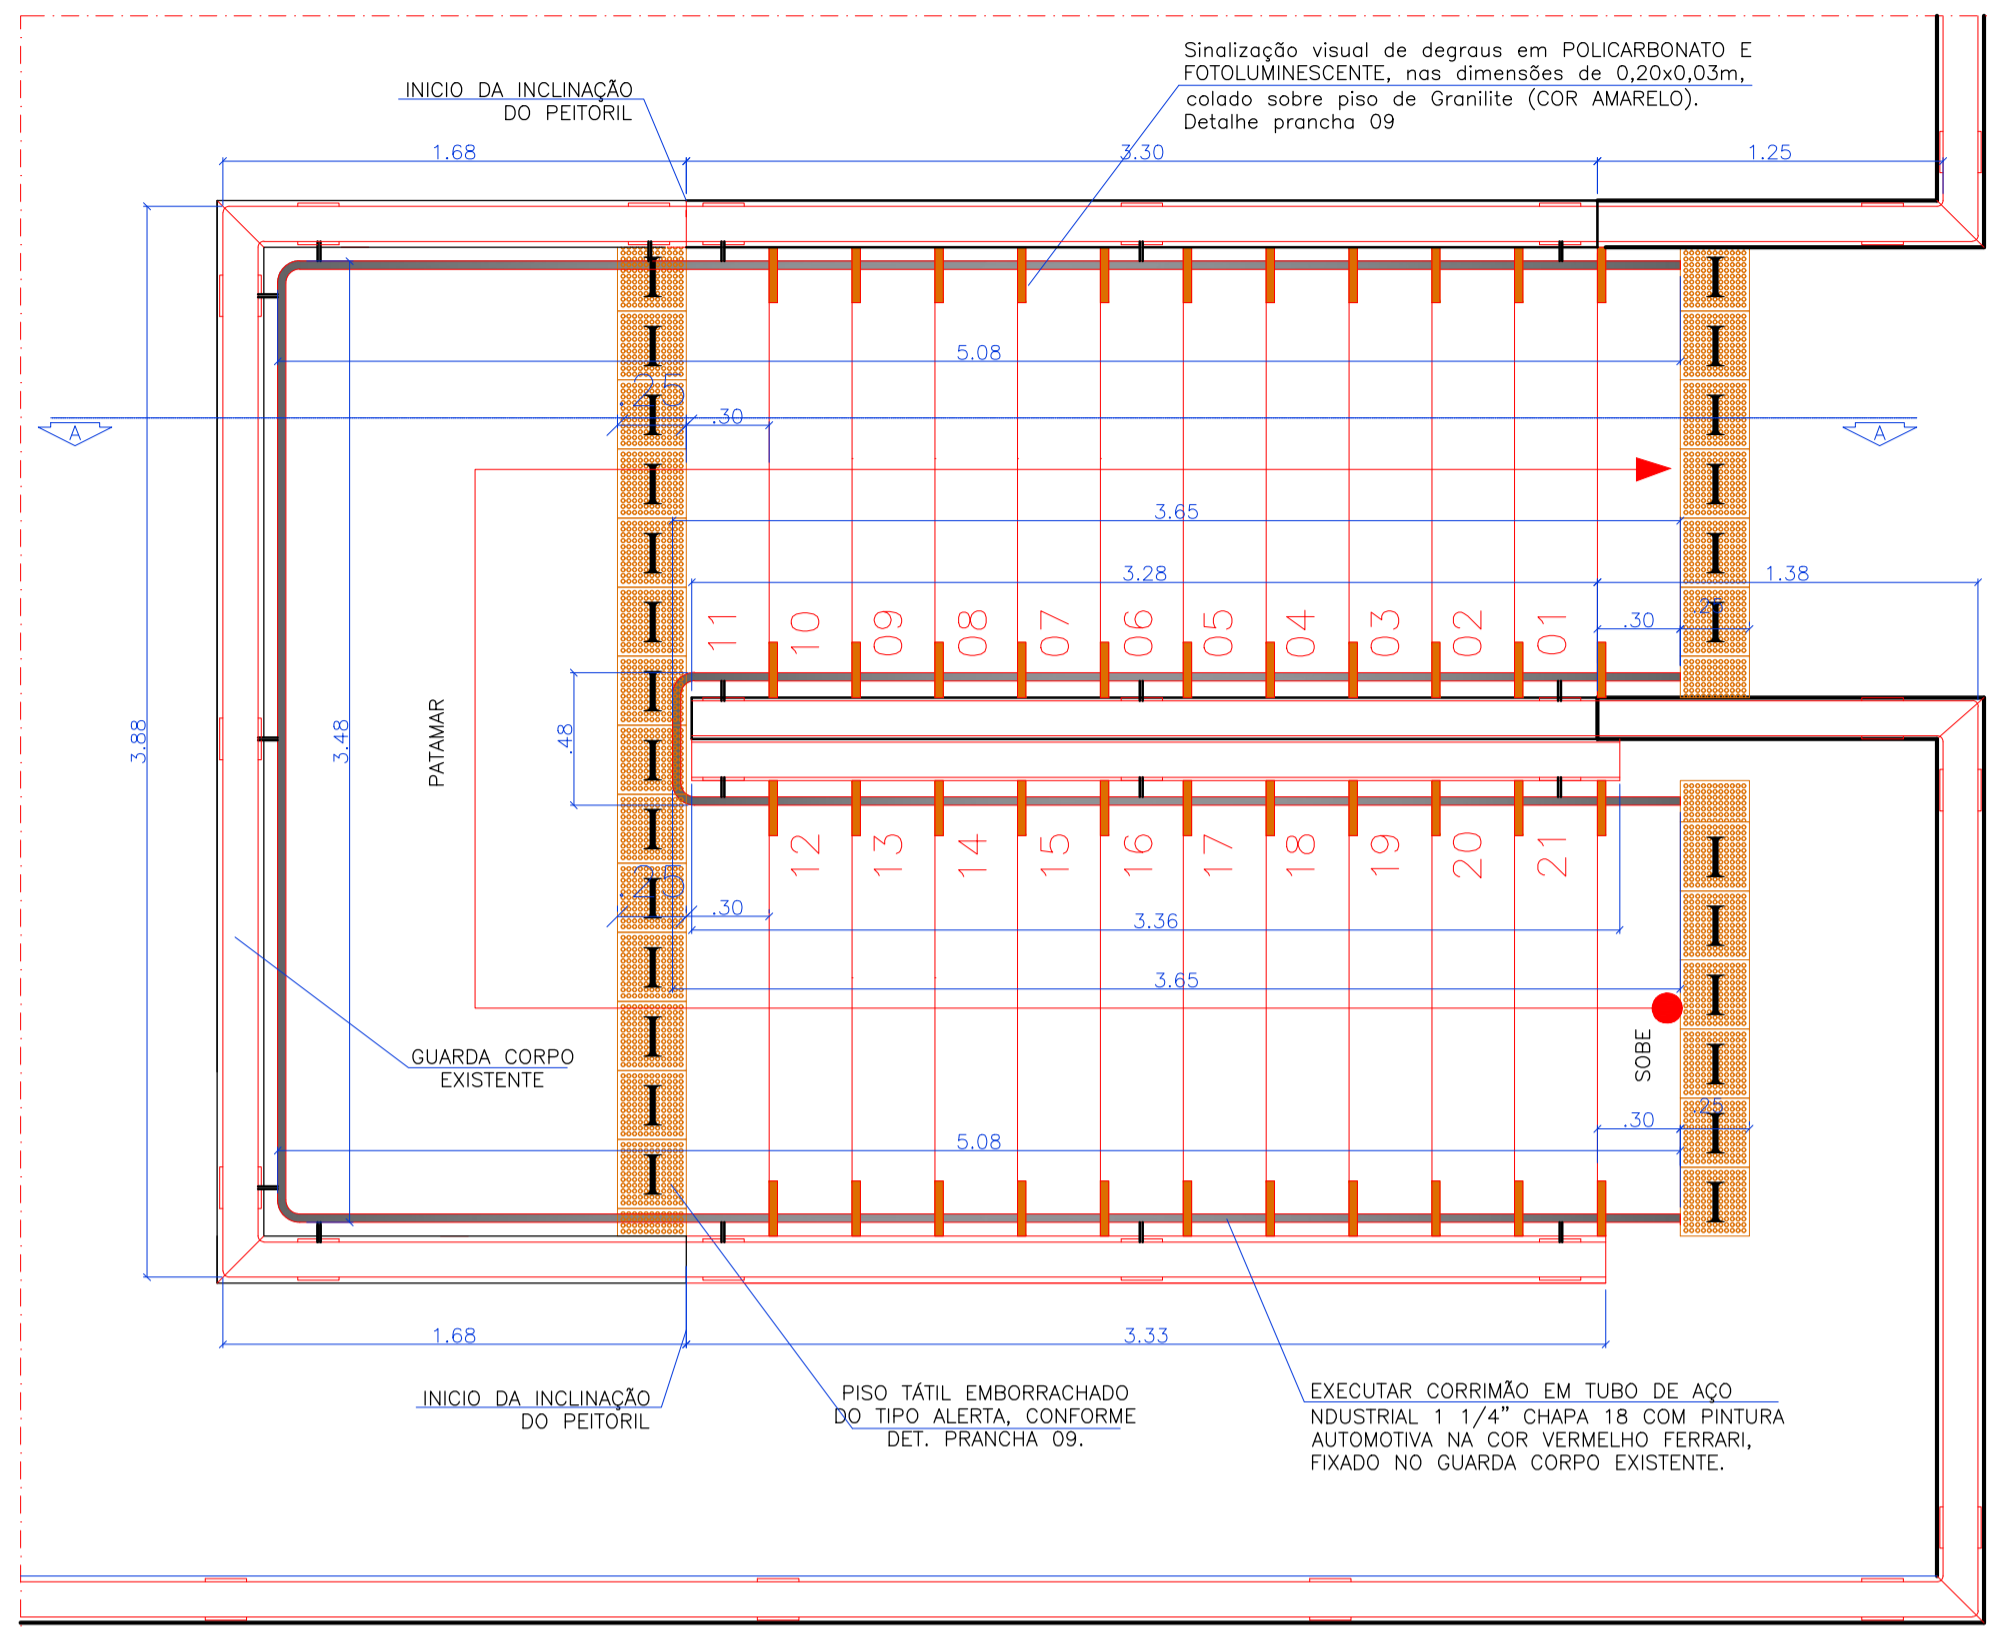 Sinalização visual de degraus em POLICARBONATO E
FOTOLUMINESCENTE, nas dimensões de 0,20x0,03m,
colado sobre piso de Granilite (COR AMARELO).
Detalhe prancha 09
INICIO DA INCLINAÇÃO
DO PEITORIL
1.68
3.30
1.25
5.08
.25
.30
A
A
3.65
3.28
1.38
.30
.25
11
10
09
08
07
06
05
04
03
02
01
3.88
3.48
PATAMAR
.48
12
13
14
15
16
17
18
19
20
21
.25
.30
3.36
3.65
SOBE
GUARDA CORPO
EXISTENTE
.30
.25
5.08
1.68
3.33
INICIO DA INCLINAÇÃO
DO PEITORIL
PISO TÁTIL EMBORRACHADO
DO TIPO ALERTA, CONFORME
DET. PRANCHA 09.
EXECUTAR CORRIMÃO EM TUBO DE AÇO
NDUSTRIAL 1 1/4" CHAPA 18 COM PINTURA
AUTOMOTIVA NA COR VERMELHO FERRARI,
FIXADO NO GUARDA CORPO EXISTENTE.